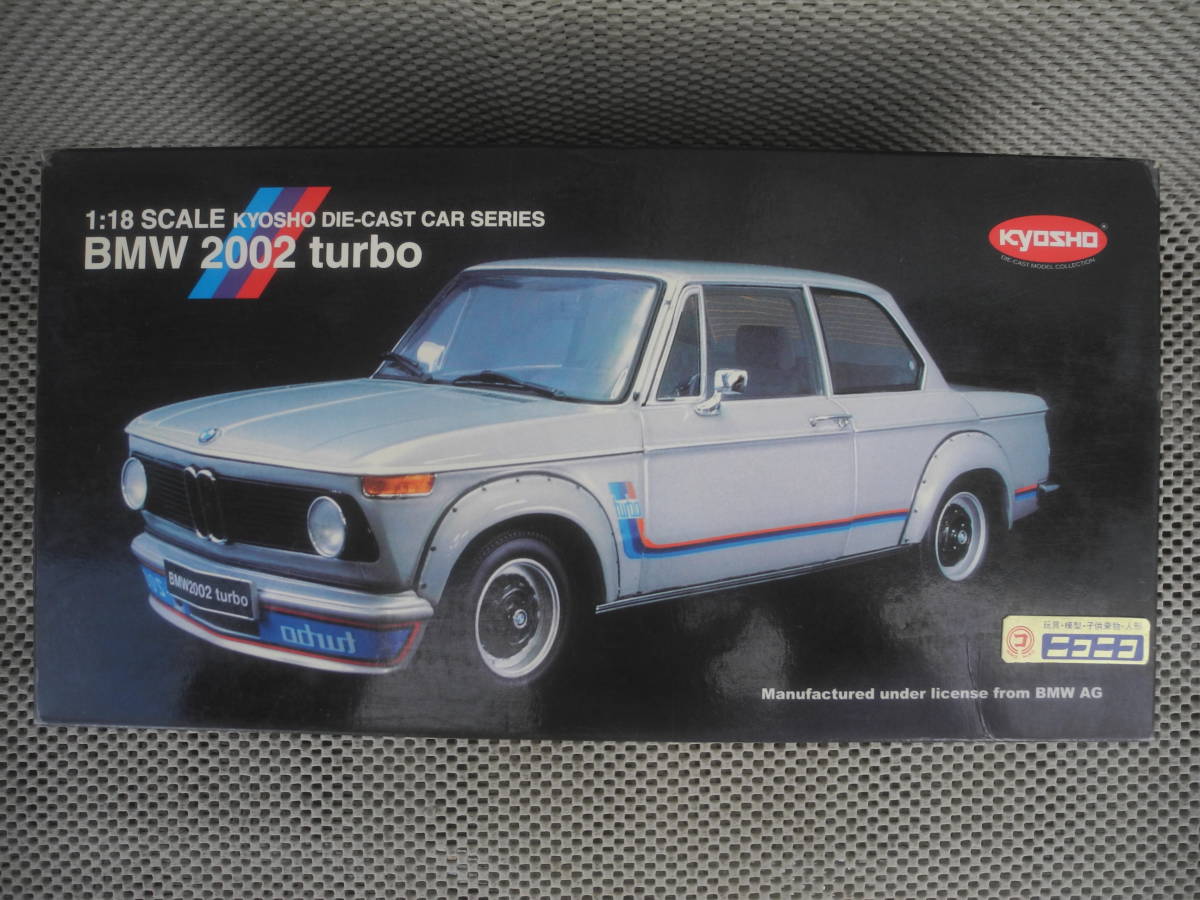 1:18 SCALE KYOSHO DIE-CAST CAR SERIES
BMW 2002 turbo
KYOSHO
DIE-CAST MODEL COLLECTION
turbo
BMW2002 turbo
turbo
玩具・模型・子供乗物・人形
コ
ニコニコ
Manufactured under license from BMW AG